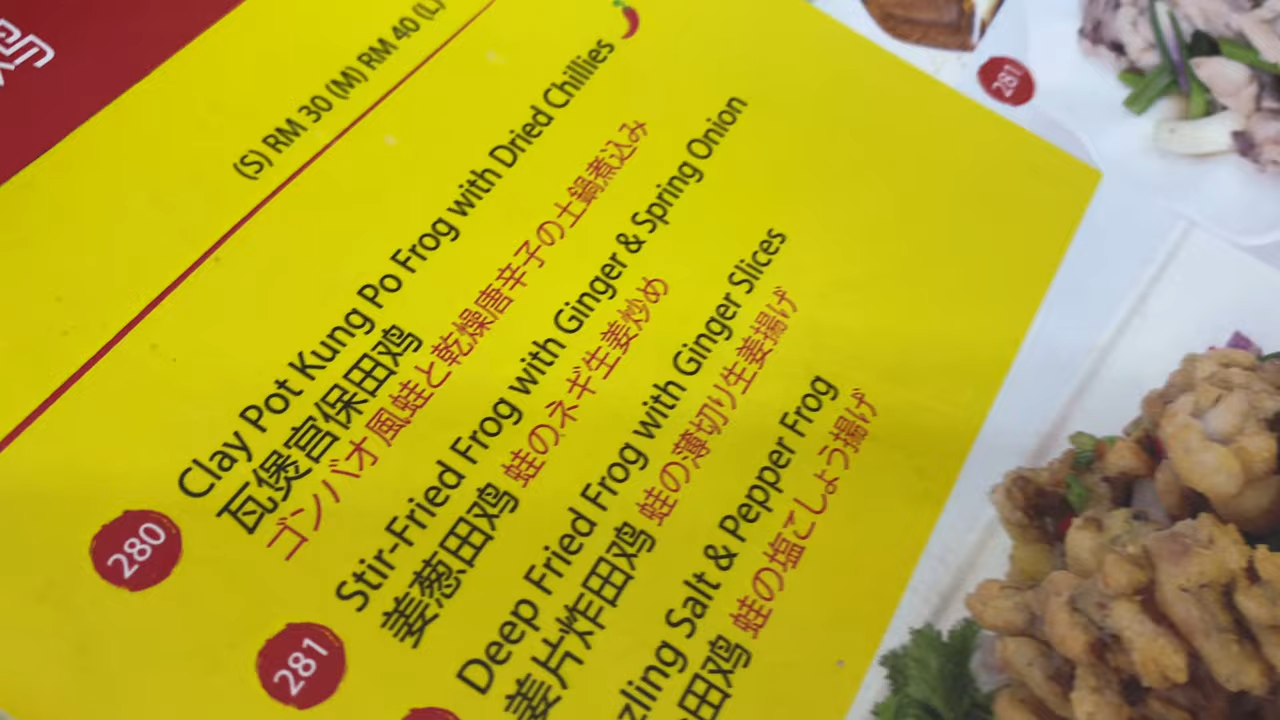 鸡
(S) RM 30 (M) RM 40 (L)
280 Clay Pot Kung Po Frog with Dried Chillies
瓦煲宫保田鸡
ゴンバオ風蛙と乾燥唐辛子の土鍋煮込み
281 Stir-Fried Frog with Ginger & Spring Onion
姜葱田鸡 蛙のネギ生姜炒め
Deep Fried Frog with Ginger Slices
姜片炸田鸡 蛙の薄切り生姜揚げ
Salt & Pepper Frog
田鸡 蛙の塩こしょう揚げ
281